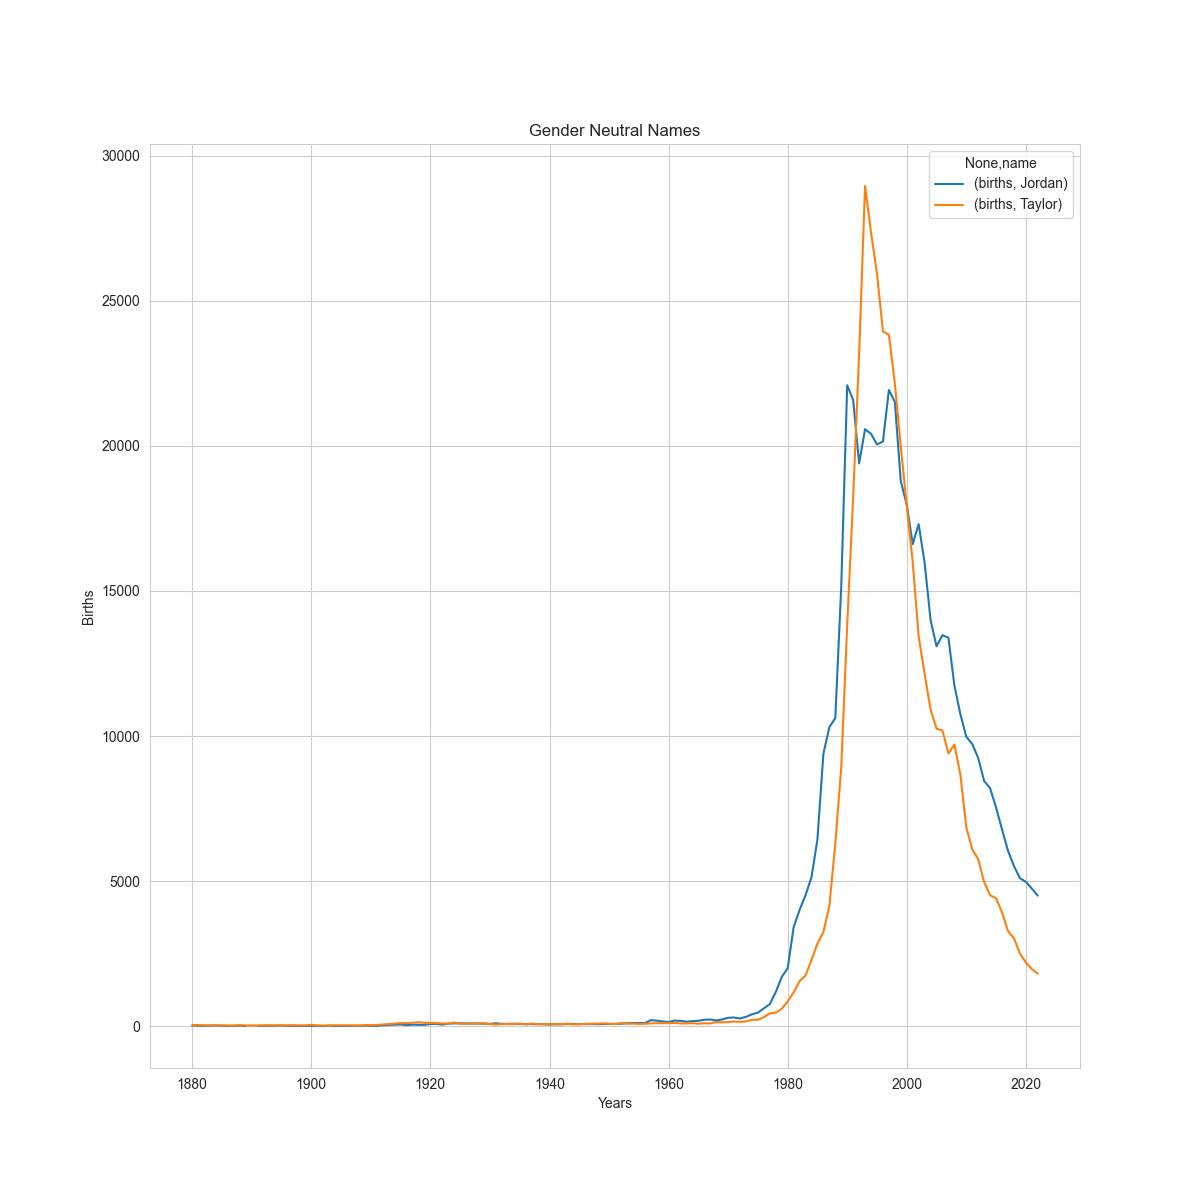 Gender Neutral Names
None,name
(births, Jordan)
(births, Taylor)
30000
25000
20000
15000
10000
5000
0
Births
1880 1900 1920 1940 1960 1980 2000 2020
Years